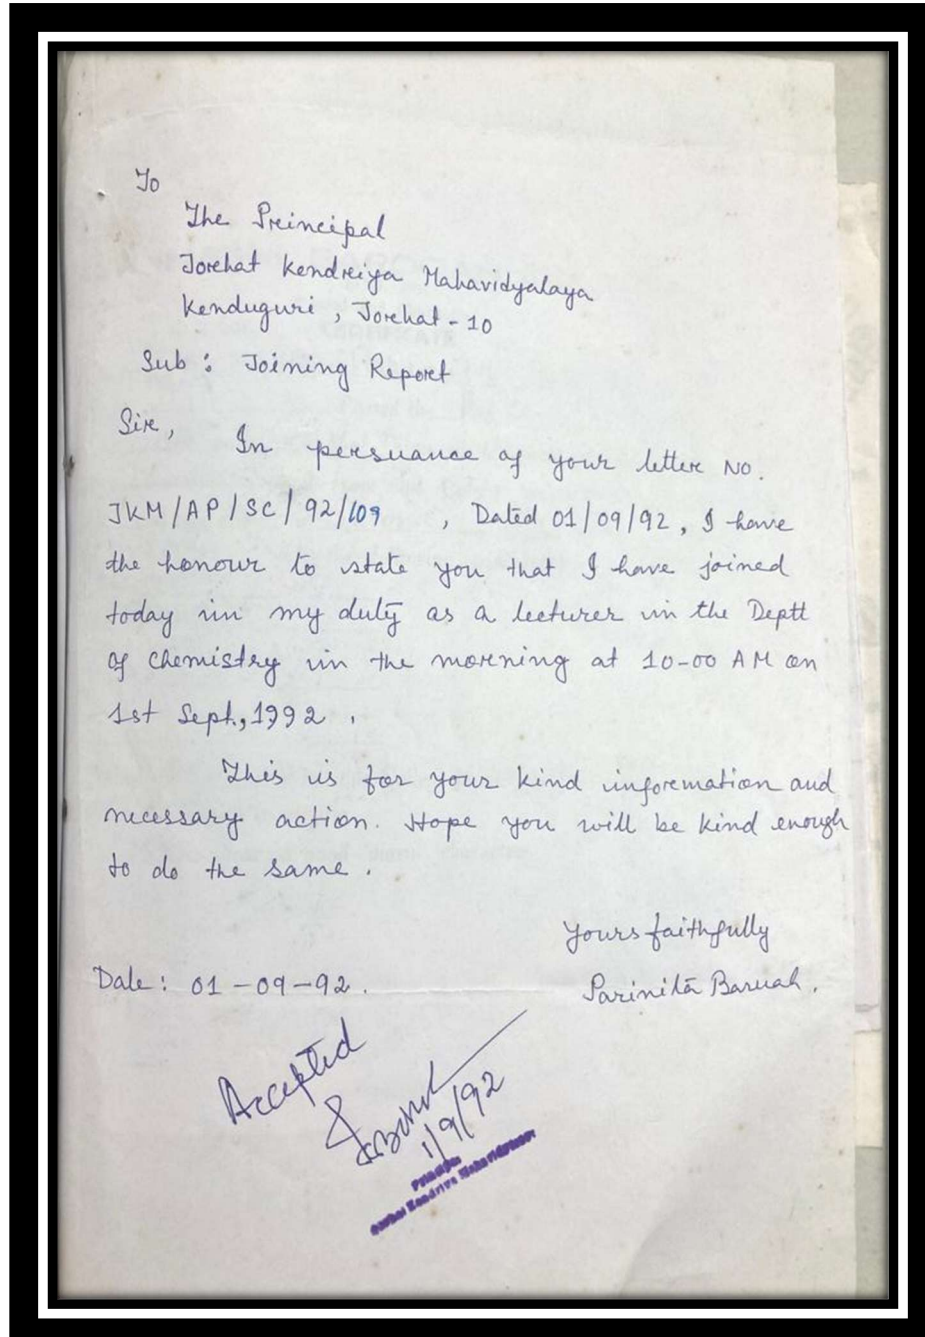 To
The Principal
Jorhat Kendriya Mahavidyalaya
Kenduguri, Jorhat-10
Sub : Joining Report
Sir,
In persuance of your letter No.
JKM/AP/SC/92/109 , Dated 01/09/92, I have
the honour to state you that I have joined
today in my duty as a lecturer in the Deptt
of Chemistry in the morning at 10-00 AM on
1st Sept, 1992 .
This is for your kind information and
necessary action. Hope you will be kind enough
to do the same .
Yours faithfully
Date : 01-09-92.
Parinita Baruah.
Accepted
1/9/92
Principal
Jorhat Kendriya Mahavidyalaya